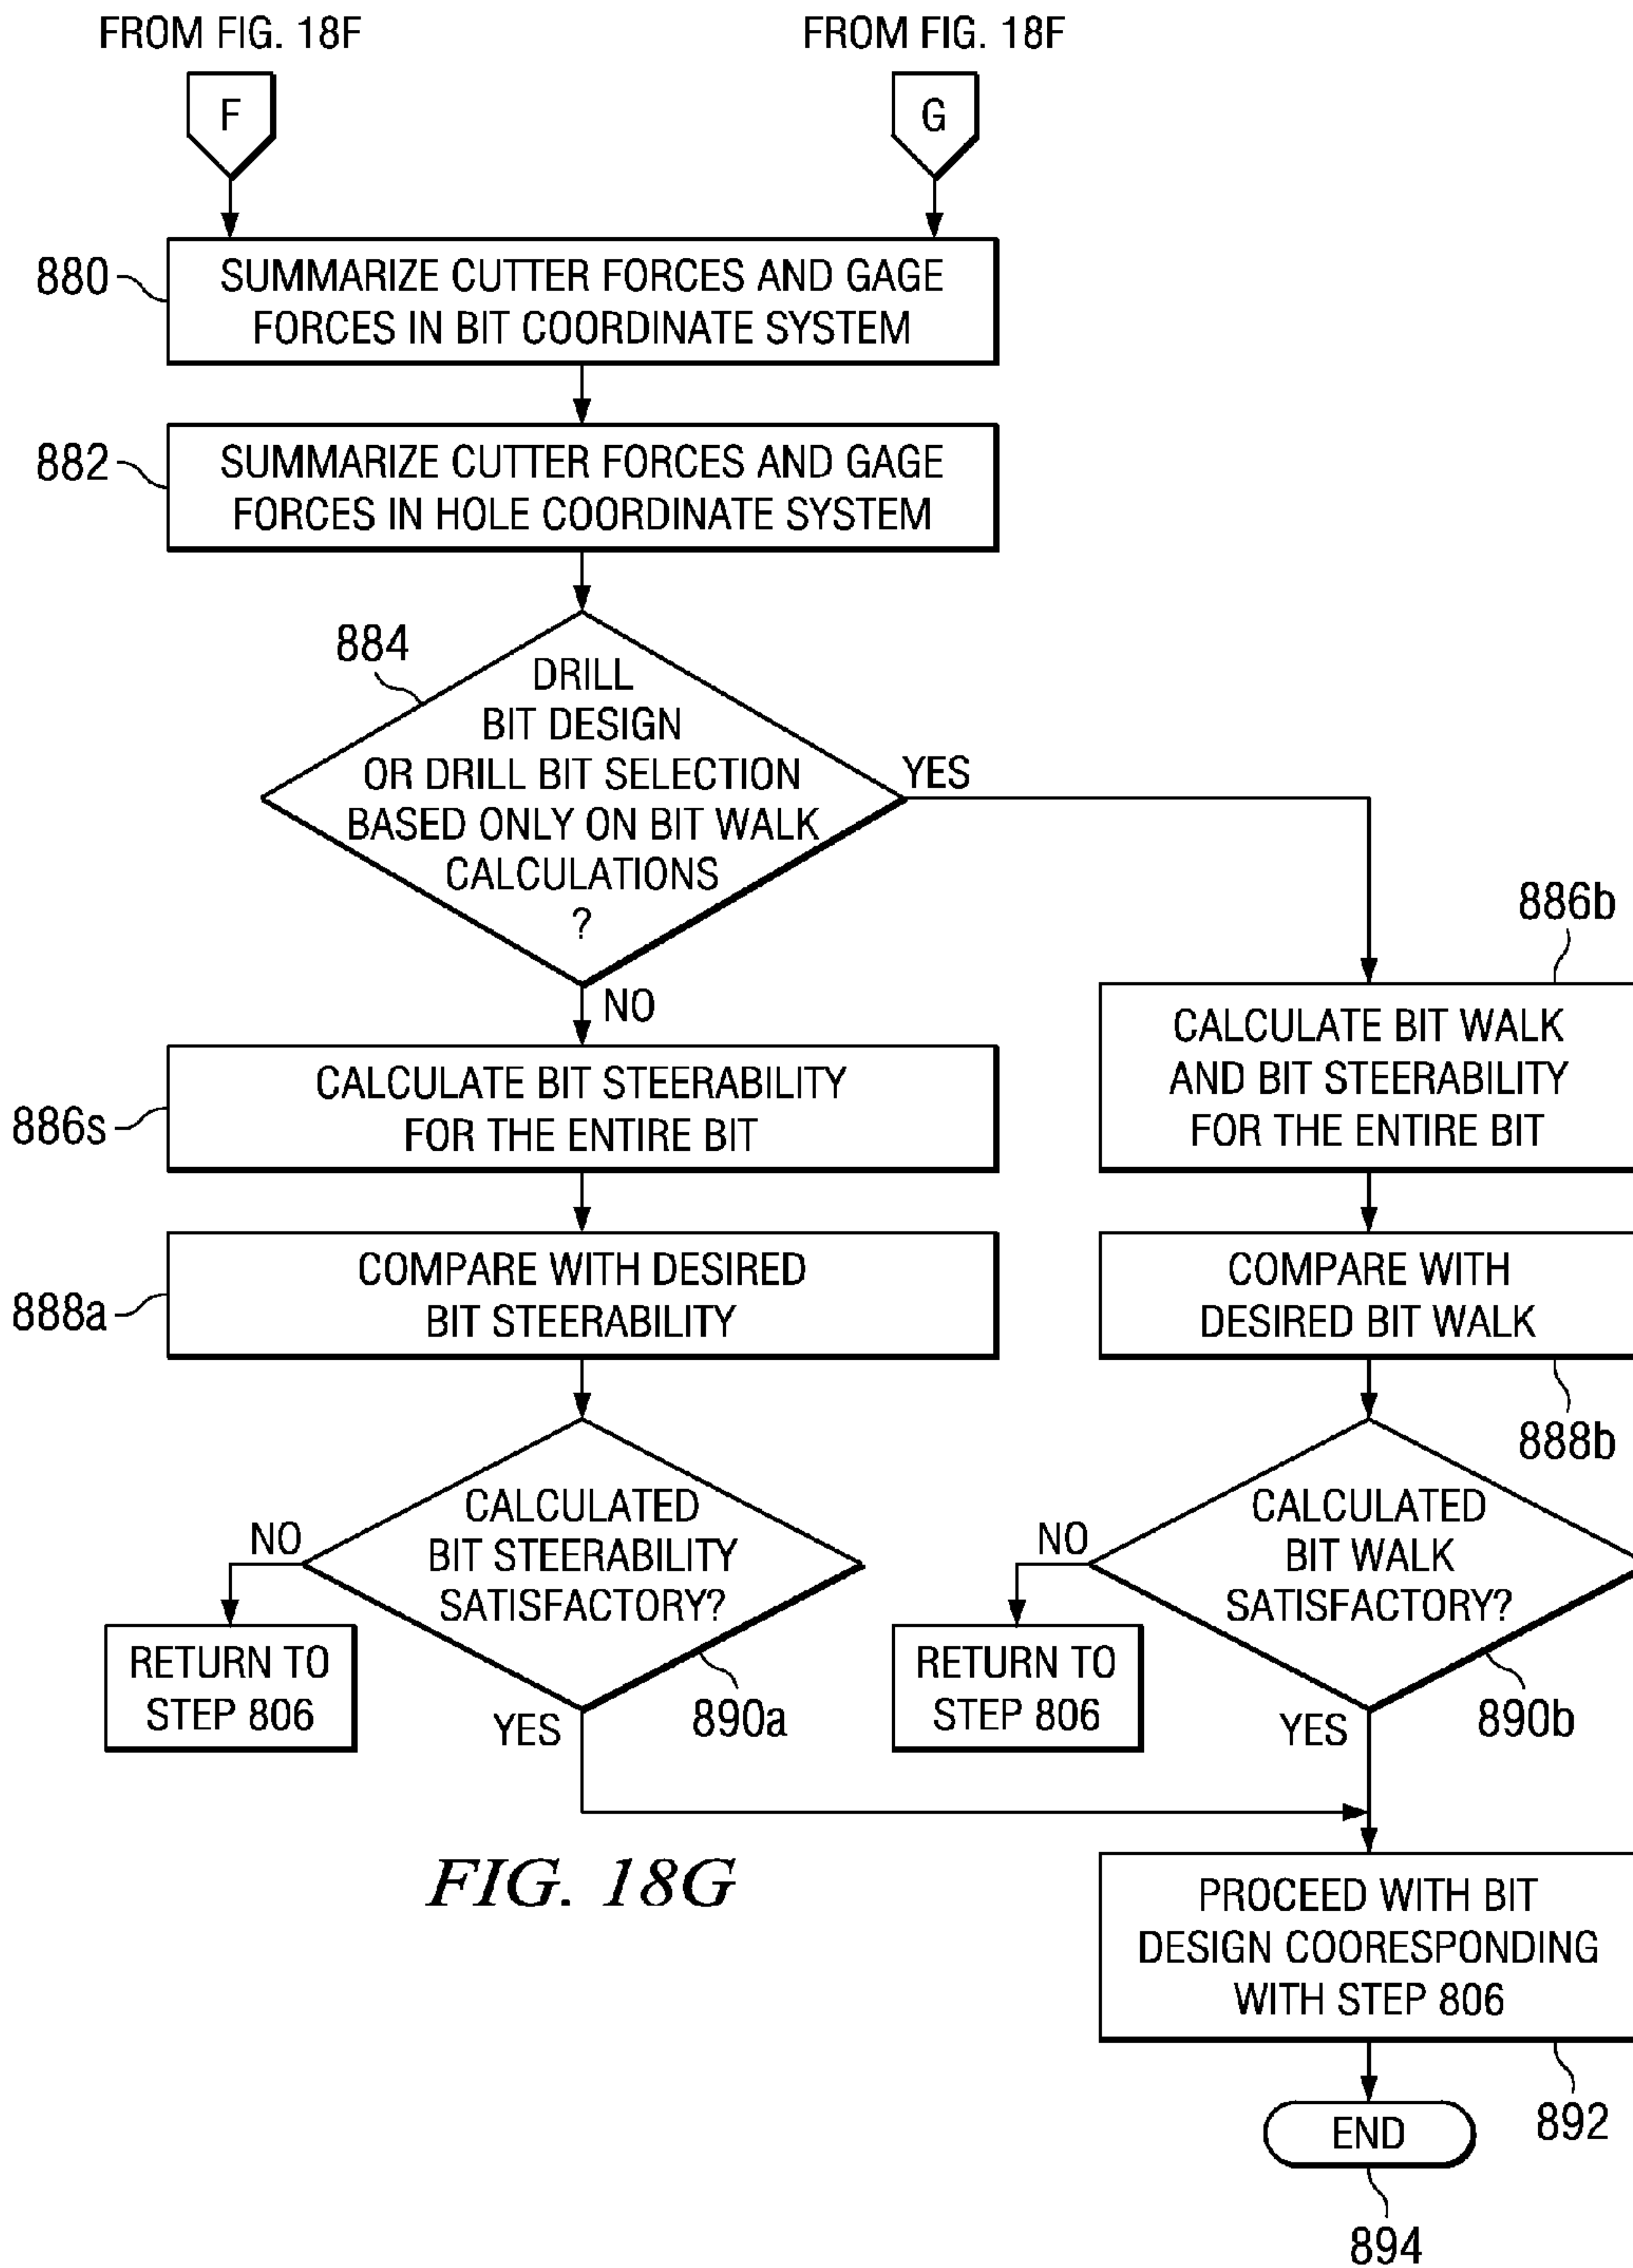 FROM FIG. 18F
FROM FIG. 18F
F
G
880
SUMMARIZE CUTTER FORCES AND GAGE
FORCES IN BIT COORDINATE SYSTEM
882
SUMMARIZE CUTTER FORCES AND GAGE
FORCES IN HOLE COORDINATE SYSTEM
884
DRILL
BIT DESIGN
OR DRILL BIT SELECTION
BASED ONLY ON BIT WALK
CALCULATIONS
?
YES
NO
886s
CALCULATE BIT STEERABILITY
FOR THE ENTIRE BIT
886b
CALCULATE BIT WALK
AND BIT STEERABILITY
FOR THE ENTIRE BIT
888a
COMPARE WITH DESIRED
BIT STEERABILITY
COMPARE WITH
DESIRED BIT WALK
888b
CALCULATED
BIT STEERABILITY
SATISFACTORY?
NO
RETURN TO
STEP 806
YES
890a
CALCULATED
BIT WALK
SATISFACTORY?
NO
RETURN TO
STEP 806
YES
890b
PROCEED WITH BIT
DESIGN COORESPONDING
WITH STEP 806
892
END
894
FIG. 18G